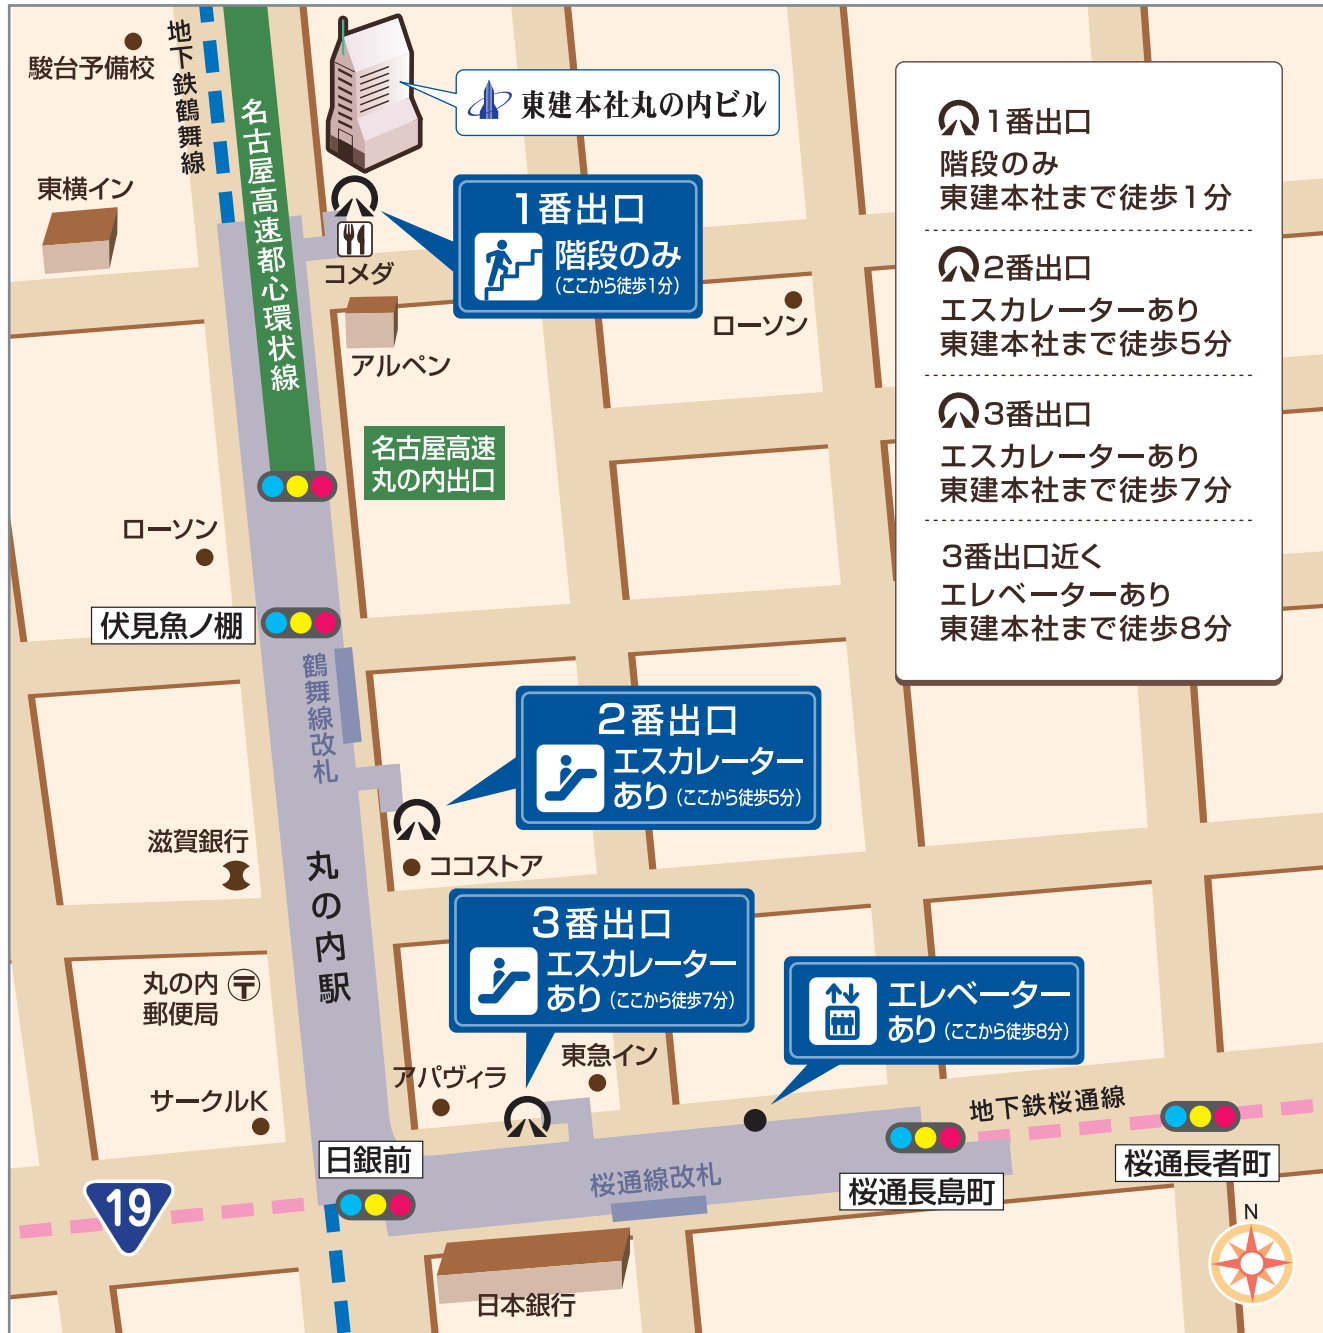 駿台予備校
地下鉄鶴舞線
名古屋高速都心環状線
東建本社丸の内ビル
東横イン
1番出口
階段のみ
(ここから徒歩1分)
コメダ
アルペン
ローソン
名古屋高速
丸の内出口
1番出口
階段のみ
東建本社まで徒歩1分
2番出口
エスカレーターあり
東建本社まで徒歩5分
3番出口
エスカレーターあり
東建本社まで徒歩7分
3番出口近く
エレベーターあり
東建本社まで徒歩8分
ローソン
伏見魚ノ棚
鶴舞線改札
2番出口
エスカレーター
あり(ここから徒歩5分)
滋賀銀行
ココストア
丸の内駅
3番出口
エスカレーター
あり(ここから徒歩7分)
エレベーター
あり(ここから徒歩8分)
丸の内
郵便局
〒
サークルK
アパヴィラ
東急イン
地下鉄桜通線
日銀前
桜通線改札
桜通長島町
桜通長者町
19
日本銀行
N